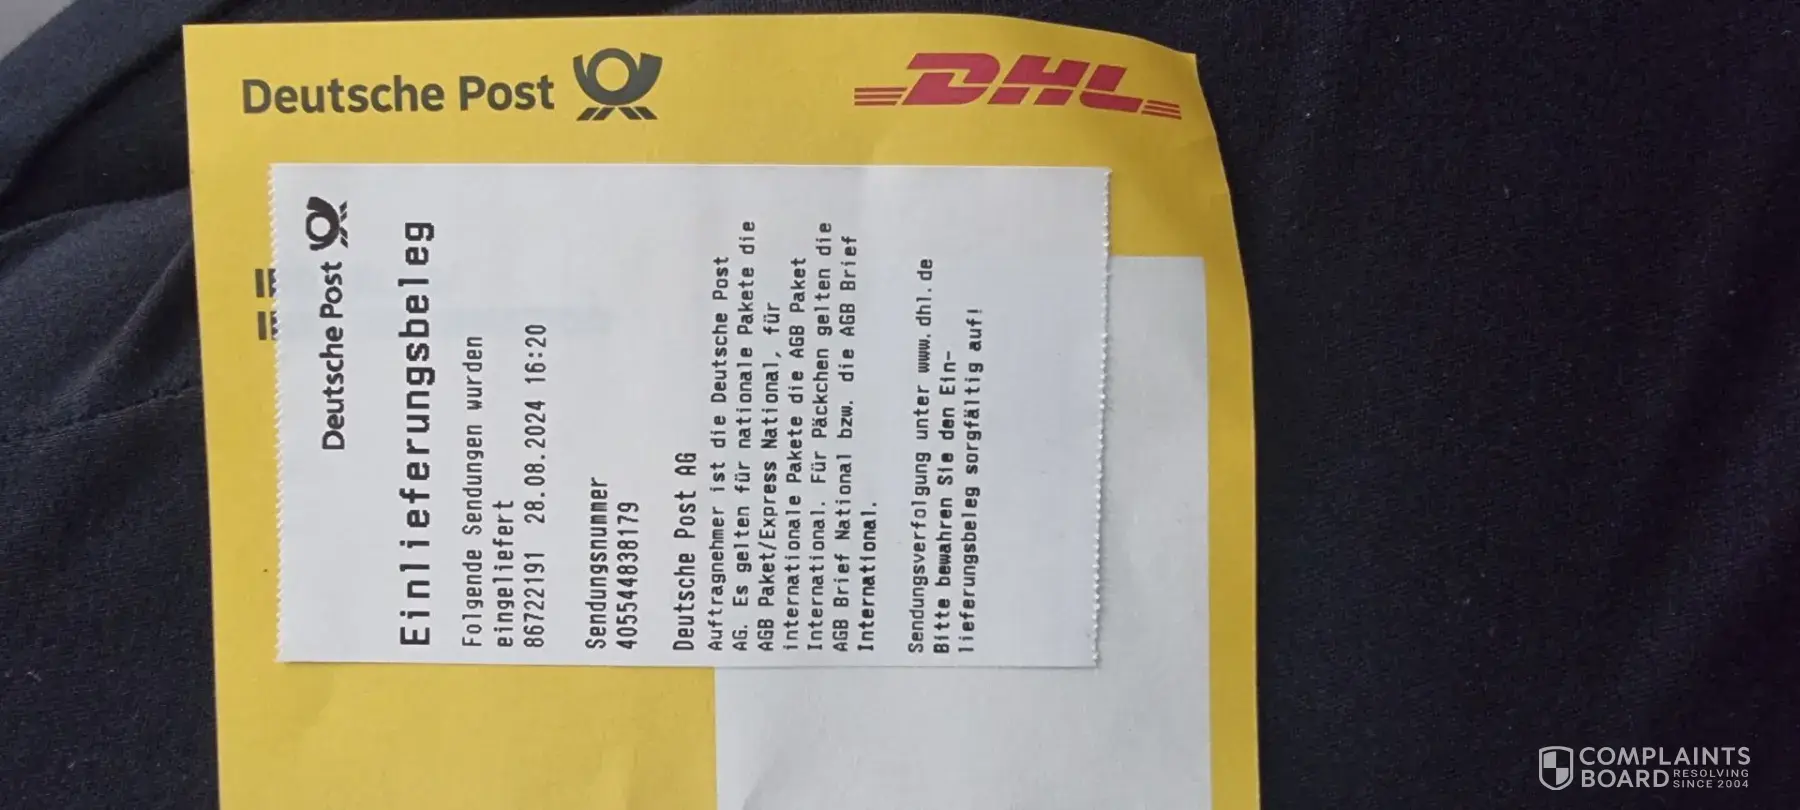 Deutsche Post
DHL
Deutsche Post
Einlieferungsbeleg
Folgende Sendungen wurden
eingeliefert
86722191 28.08.2024 16:20
Sendungsnummer
405544838179
Deutsche Post AG
Auftragnehmer ist die Deutsche Post
AG. Es gelten für nationale Pakete die
AGB Paket/Express National, für
internationale Pakete die AGB Paket
International. Für Päckchen gelten die
AGB Brief National bzw. die AGB Brief
International.
Sendungsverfolgung unter www.dhl.de
Bitte bewahren Sie den Ein-
lieferungsbeleg sorgfältig auf!
COMPLAINTS
BOARD RESOLVING
SINCE 2004